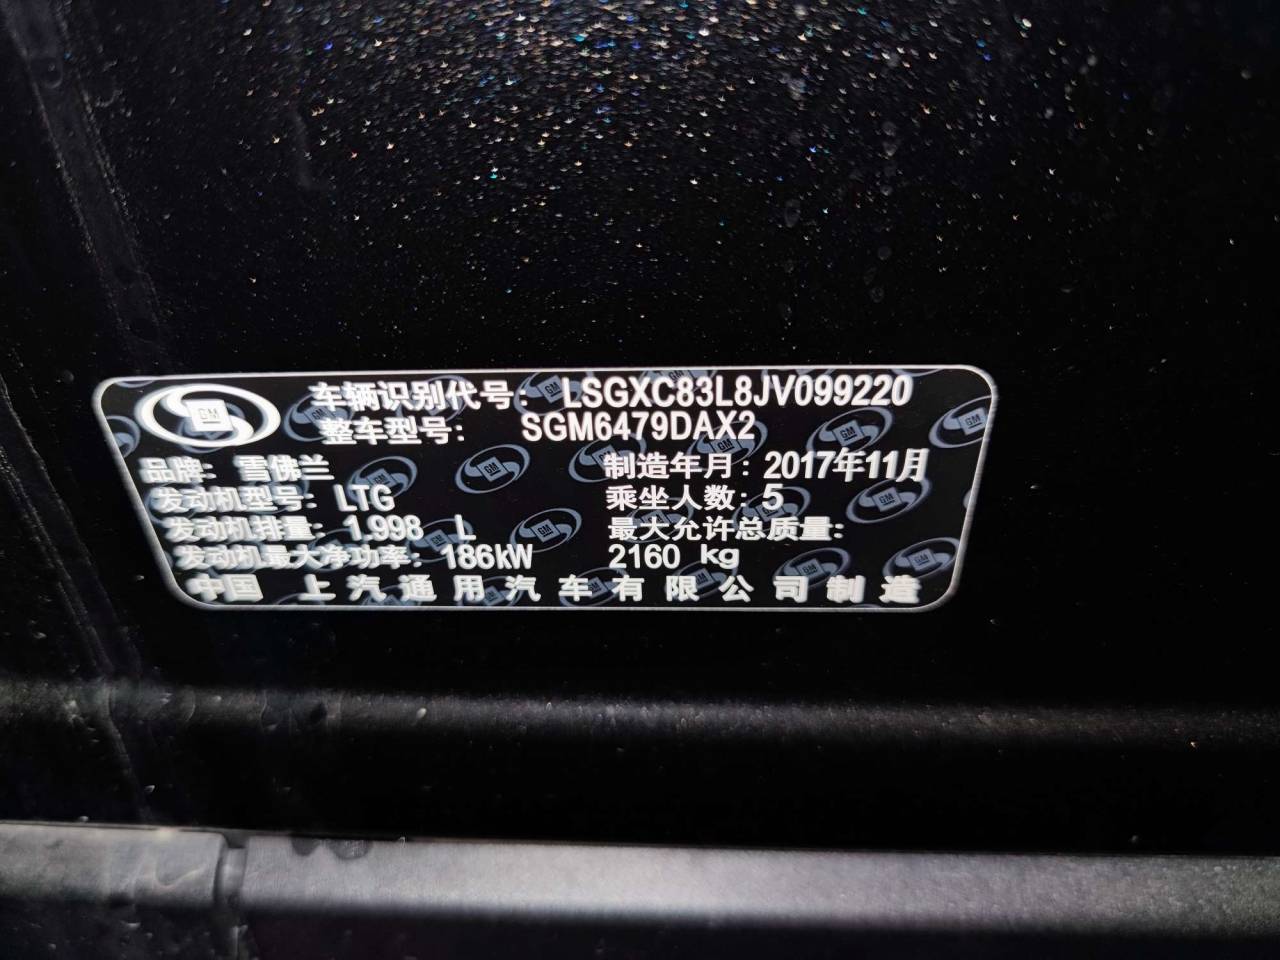 车辆识别代号: LSGXC83L8JV099220
整车型号: SGM6479DAX2
品牌: 雪佛兰 制造年月: 2017年11月
发动机型号: LTG 乘坐人数: 5
发动机排量: 1.998 L 最大允许总质量:
发动机最大净功率: 186kW 2160 kg
中国 上汽通用汽车有限公司制造
GM